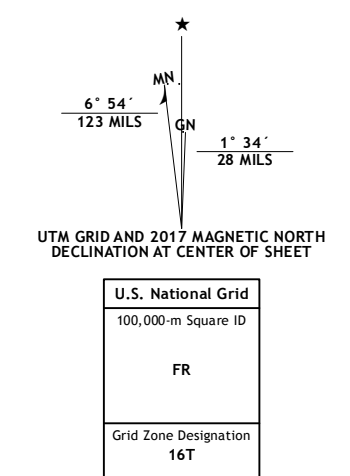 ★
MN
6° 54´
123 MILS
GN
1° 34´
28 MILS
UTM GRID AND 2017 MAGNETIC NORTH
DECLINATION AT CENTER OF SHEET
U.S. National Grid
100,000-m Square ID
FR
Grid Zone Designation
16T